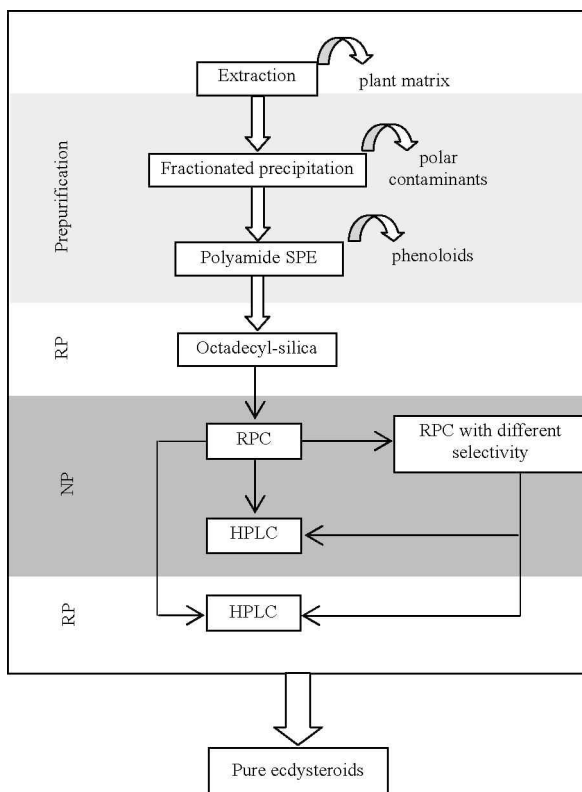 Extraction
plant matrix
Prepurification
Fractionated precipitation
polar
contaminants
Polyamide SPE
phenoloids
RP
Octadecyl-silica
NP
RPC
RPC with different
selectivity
HPLC
RP
HPLC
Pure ecdysteroids